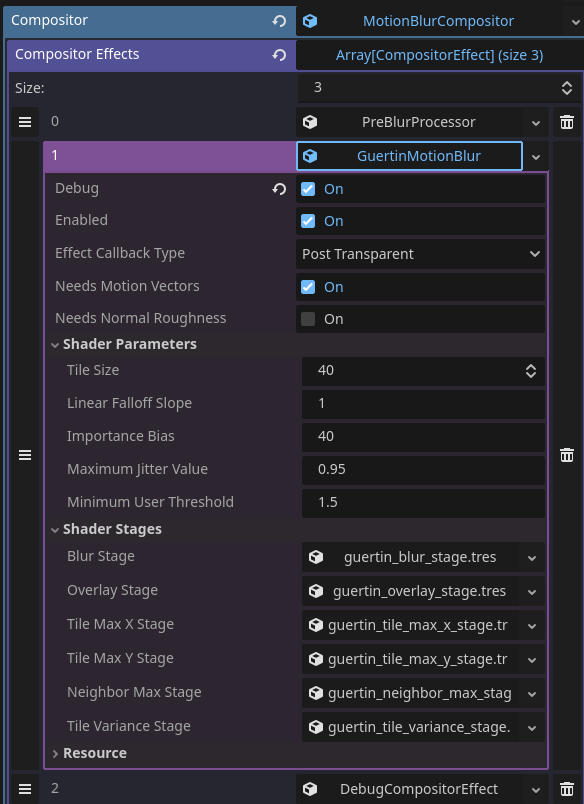 Compositor MotionBlurCompositor
Compositor Effects Array[CompositorEffect] (size 3)
Size: 3
0 PreBlurProcessor
1 GuertinMotionBlur
Debug On
Enabled On
Effect Callback Type Post Transparent
Needs Motion Vectors On
Needs Normal Roughness On
Shader Parameters
Tile Size 40
Linear Falloff Slope 1
Importance Bias 40
Maximum Jitter Value 0.95
Minimum User Threshold 1.5
Shader Stages
Blur Stage guertin_blur_stage.tres
Overlay Stage guertin_overlay_stage.tres
Tile Max X Stage guertin_tile_max_x_stage.tr
Tile Max Y Stage guertin_tile_max_y_stage.tr
Neighbor Max Stage guertin_neighbor_max_stag
Tile Variance Stage guertin_tile_variance_stage.
Resource
2 DebugCompositorEffect